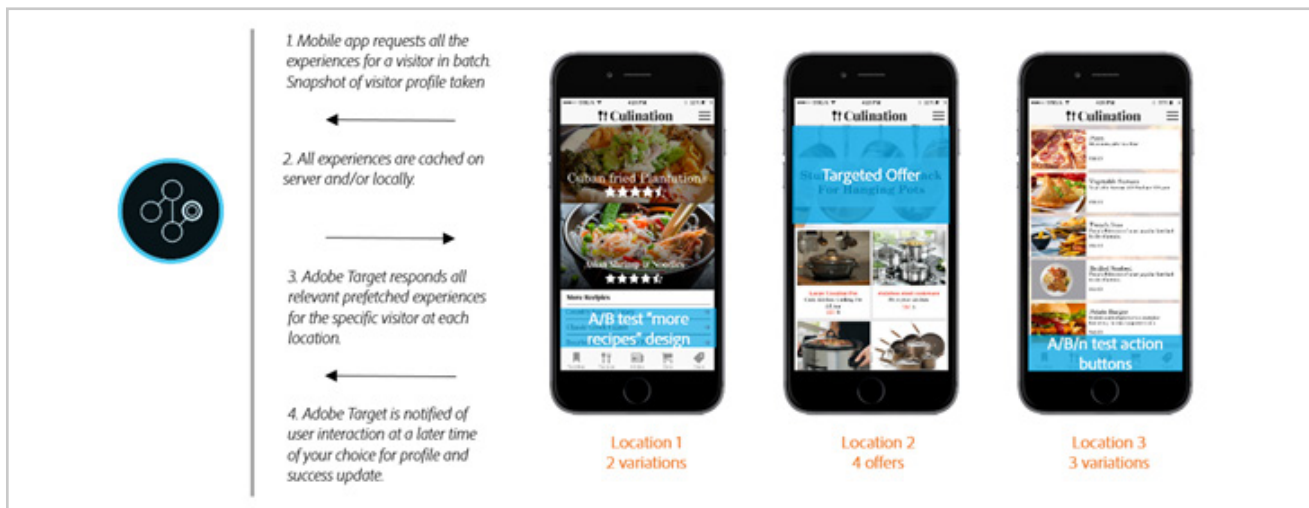 1. Mobile app requests all the
experiences for a visitor in batch.
Snapshot of visitor profile taken
2. All experiences are cached on
server and/or locally.
3. Adobe Target responds all
relevant prefetched experiences
for the specific visitor at each
location.
4. Adobe Target is notified of
user interaction at a later time
of your choice for profile and
success update.
Culination
Cuban fried Plantations
Asian Shrimp & Noodles
More Recipies
A/B test "more
recipes" design
Location 1
2 variations
Culination
Targeted Offer
For Hanging Pots
Location 2
4 offers
Culination
A/B/n test action
buttons
Location 3
3 variations